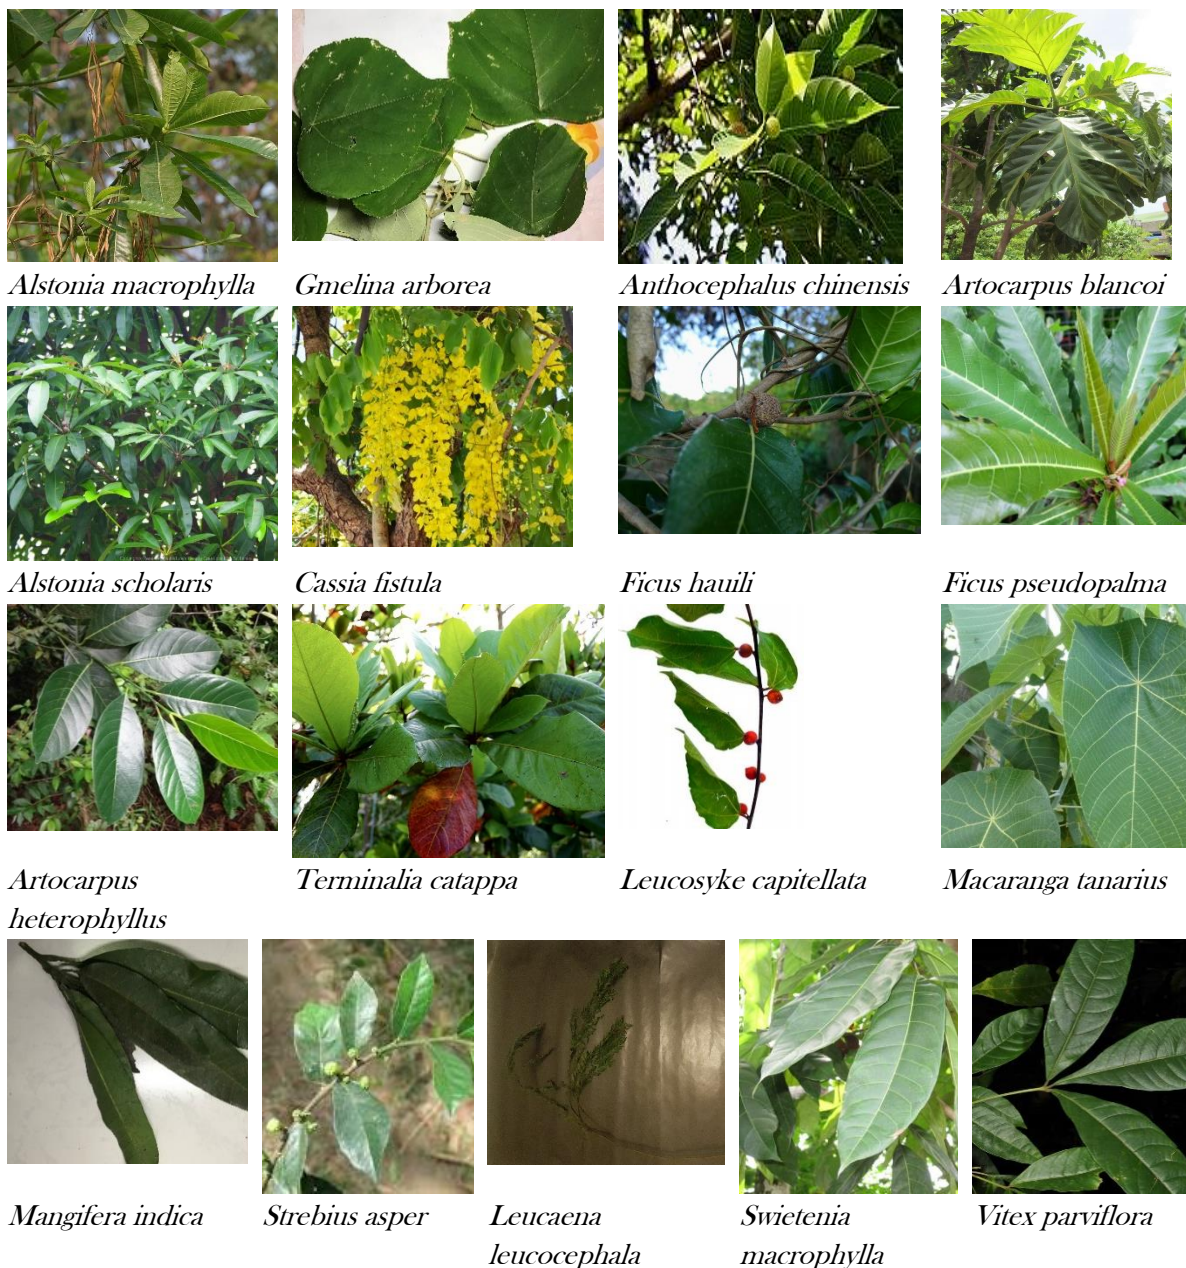 Alstonia macrophylla
Gmelina arborea
Anthocephalus chinensis
Artocarpus blancoi
Alstonia scholaris
Cassia fistula
Ficus hauili
Ficus pseudopalma
Artocarpus
heterophyllus
Terminalia catappa
Leucosyke capitellata
Macaranga tanarius
Mangifera indica
Strebius asper
Leucaena
leucocephala
Swietenia
macrophylla
Vitex parviflora